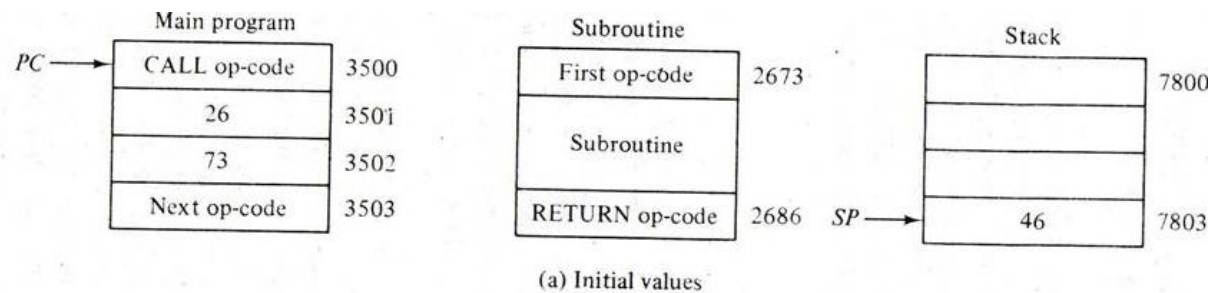 Main program
PC
CALL op-code 3500
26 3501
73 3502
Next op-code 3503
Subroutine
First op-code 2673
Subroutine
RETURN op-code 2686
Stack
7800
SP 46 7803
(a) Initial values